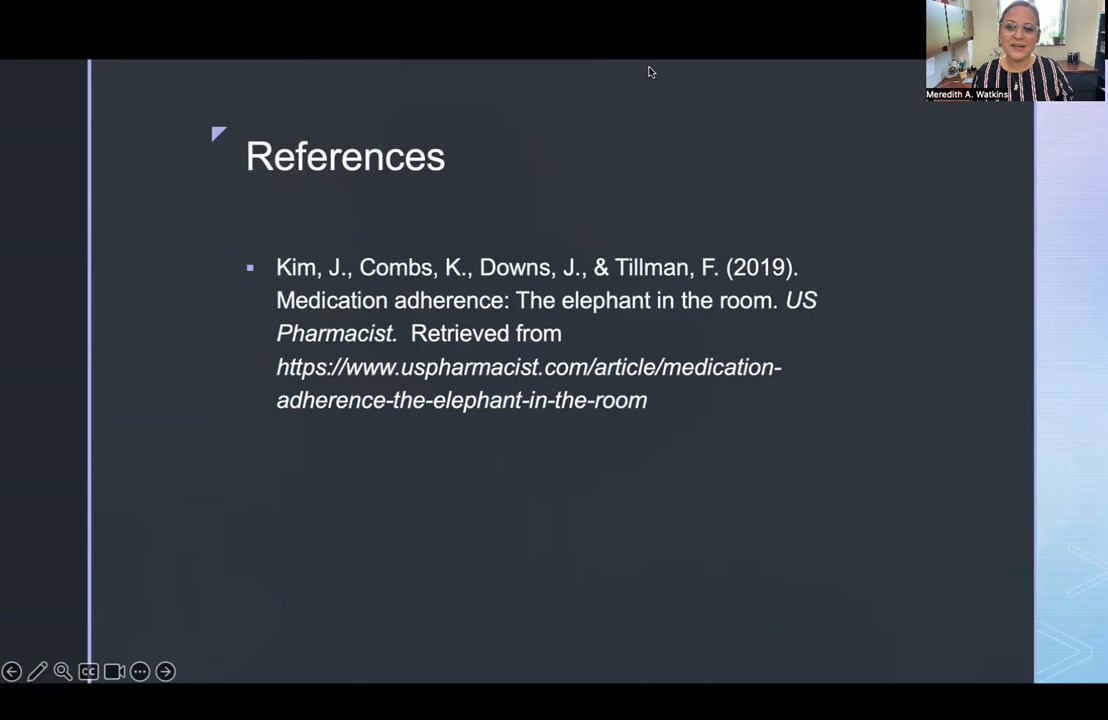 Meredith A. Watkins
References
Kim, J., Combs, K., Downs, J., & Tillman, F. (2019).
Medication adherence: The elephant in the room. US
Pharmacist.  Retrieved from
https://www.uspharmacist.com/article/medication-
adherence-the-elephant-in-the-room
CC